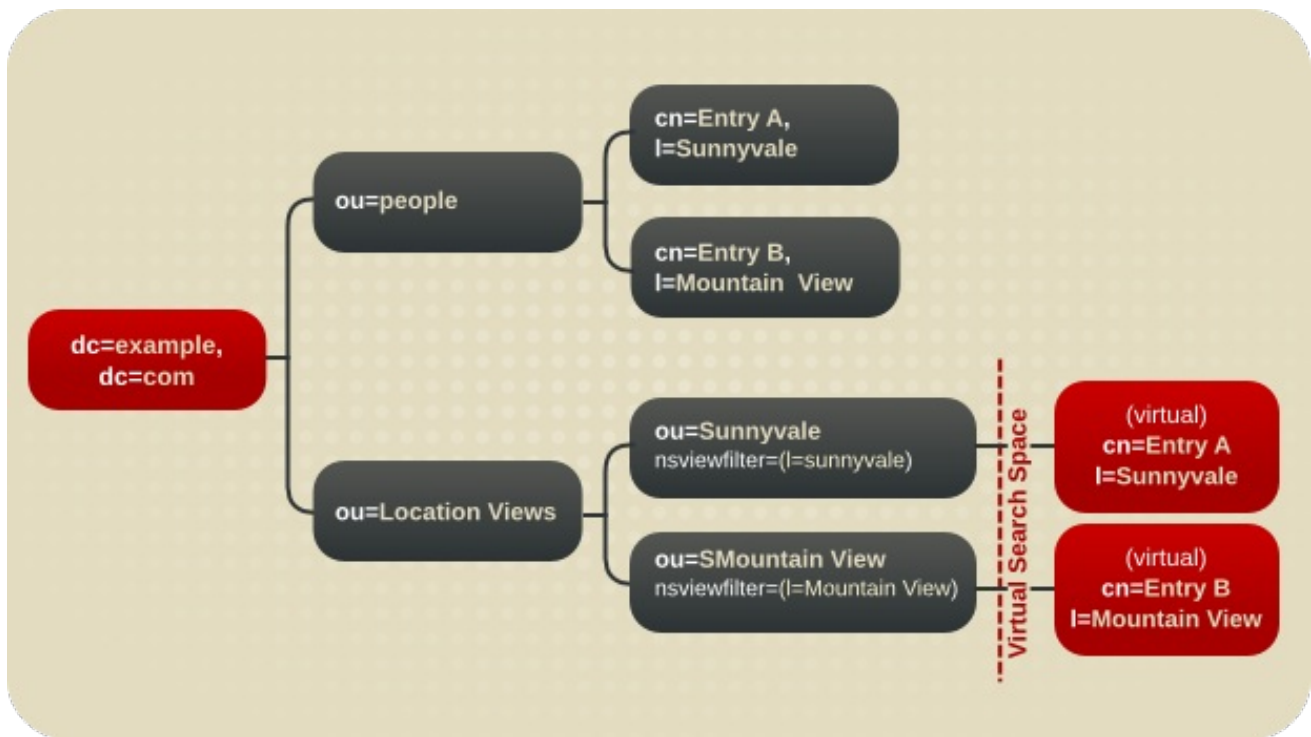 cn=Entry A,
l=Sunnyvale
ou=people
cn=Entry B,
l=Mountain View
dc=example,
dc=com
ou=Sunnyvale
nsviewfilter=(l=sunnyvale)
(virtual)
cn=Entry A
l=Sunnyvale
ou=Location Views
Virtual Search Space
ou=SMountain View
nsviewfilter=(l=Mountain View)
(virtual)
cn=Entry B
l=Mountain View